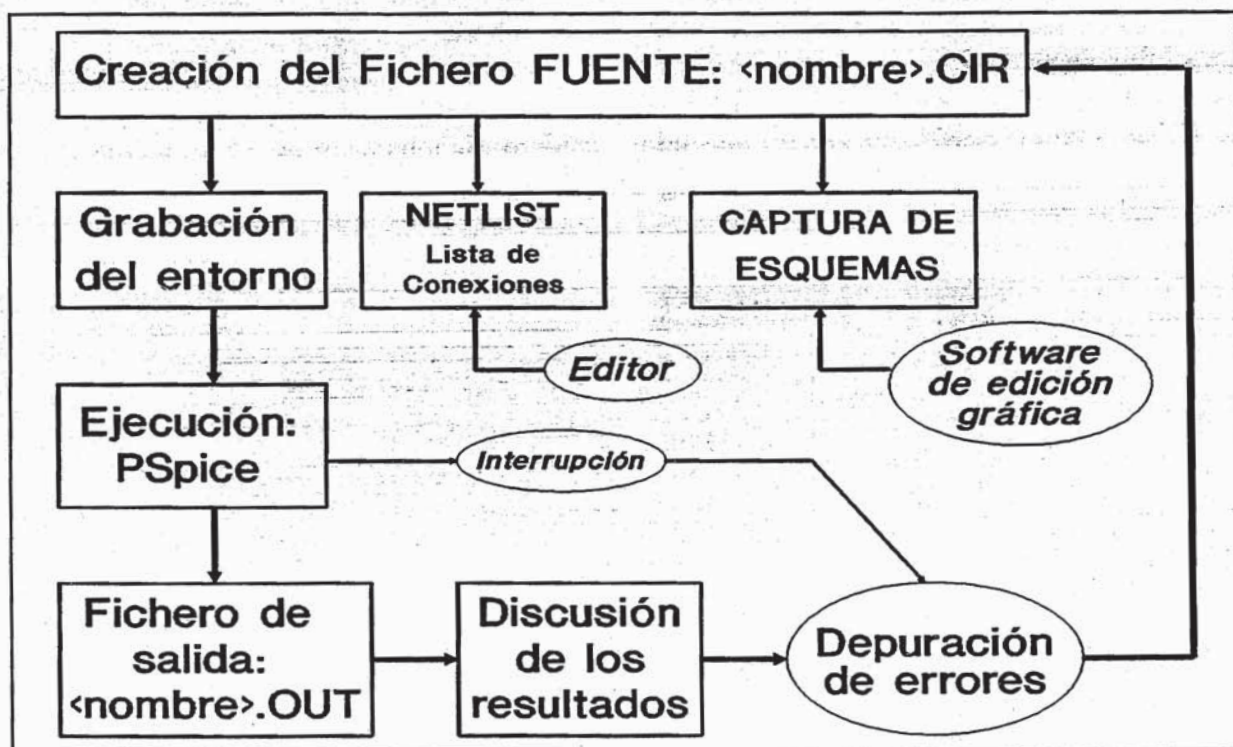 Creación del Fichero FUENTE: <nombre>.CIR
Grabación
del entorno
NETLIST
Lista de
Conexiones
CAPTURA DE
ESQUEMAS
Editor
Software
de edición
gráfica
Ejecución:
PSpice
Interrupción
Fichero de
salida:
<nombre>.OUT
Discusión
de los
resultados
Depuración
de errores